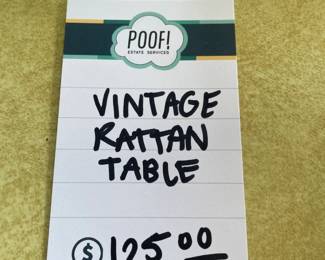 POOF!
ESTATE SERVICES
VINTAGE
RATTAN
TABLE
$ 125 00